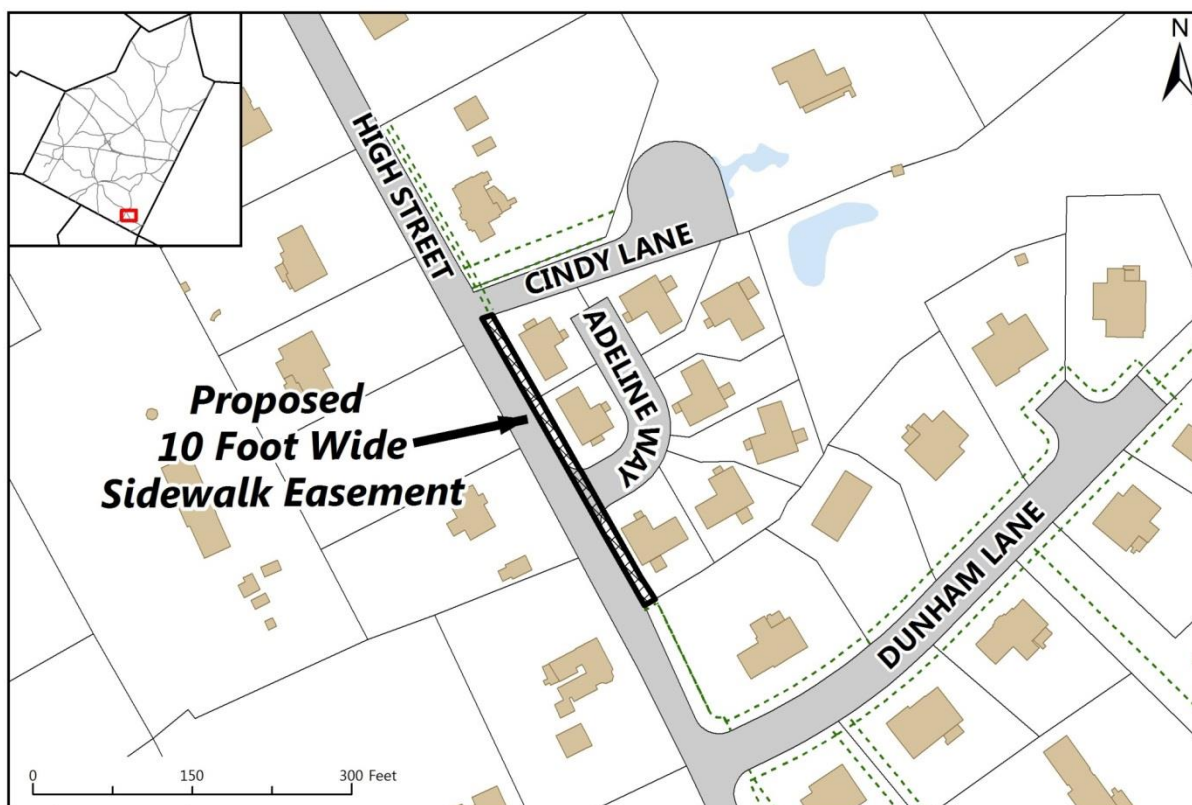 N
HIGH STREET
CINDY LANE
ADELINE WAY
Proposed
10 Foot Wide
Sidewalk Easement
DUNHAM LANE
0 150 300 Feet